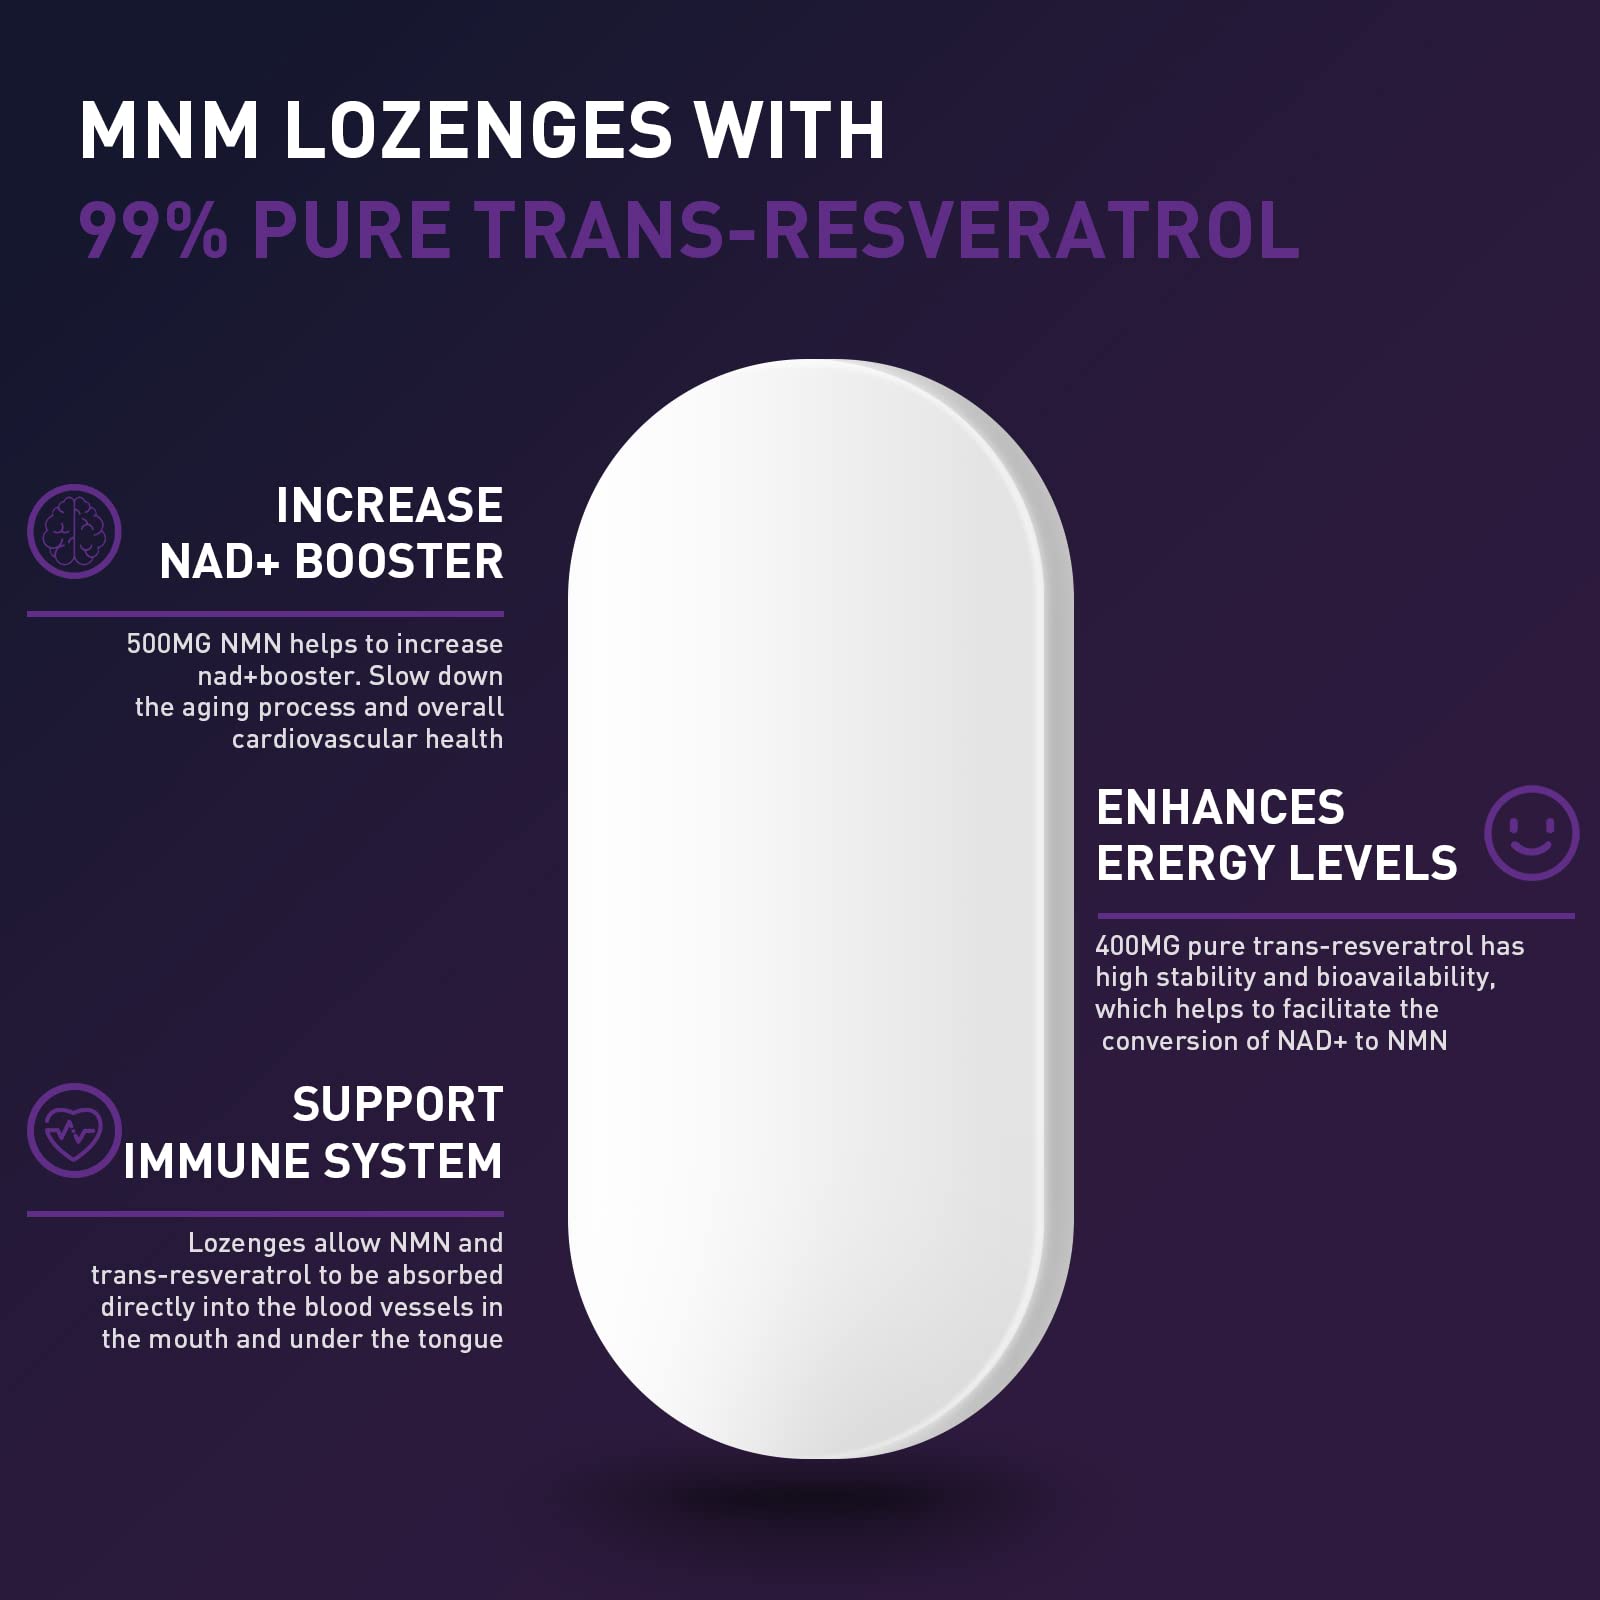 MNM LOZENGES WITH
99% PURE TRANS-RESVERATROL
INCREASE
NAD+ BOOSTER
500MG NMN helps to increase
nad+booster. Slow down
the aging process and overall
cardiovascular health
ENHANCES
ERERGY LEVELS
400MG pure trans-resveratrol has
high stability and bioavailability,
which helps to facilitate the
conversion of NAD+ to NMN
SUPPORT
IMMUNE SYSTEM
Lozenges allow NMN and
trans-resveratrol to be absorbed
directly into the blood vessels in
the mouth and under the tongue